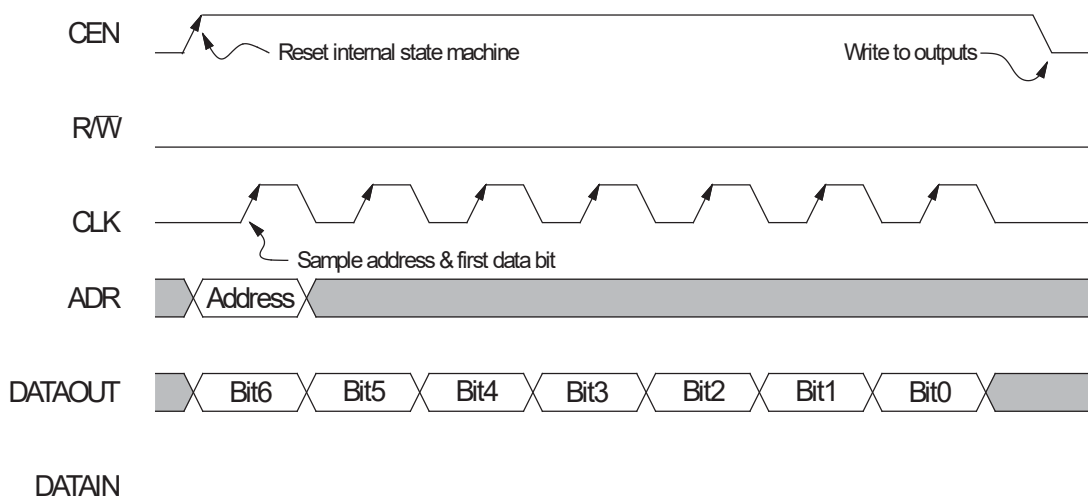 CEN
Reset internal state machine
Write to outputs
R/W̅
CLK
Sample address & first data bit
ADR
Address
DATAOUT
Bit6 Bit5 Bit4 Bit3 Bit2 Bit1 Bit0
DATAIN